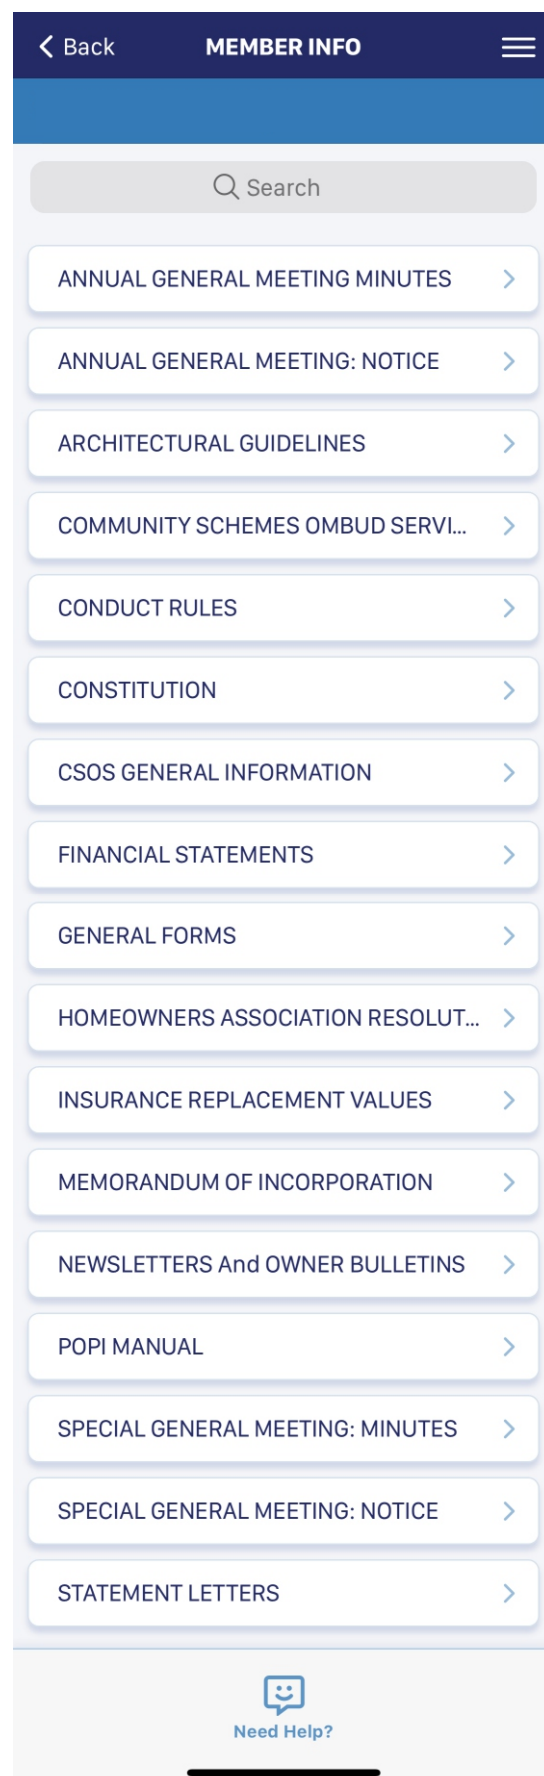 Back
MEMBER INFO
Search
ANNUAL GENERAL MEETING MINUTES
ANNUAL GENERAL MEETING: NOTICE
ARCHITECTURAL GUIDELINES
COMMUNITY SCHEMES OMBUD SERVI...
CONDUCT RULES
CONSTITUTION
CSOS GENERAL INFORMATION
FINANCIAL STATEMENTS
GENERAL FORMS
HOMEOWNERS ASSOCIATION RESOLUT...
INSURANCE REPLACEMENT VALUES
MEMORANDUM OF INCORPORATION
NEWSLETTERS And OWNER BULLETINS
POPI MANUAL
SPECIAL GENERAL MEETING: MINUTES
SPECIAL GENERAL MEETING: NOTICE
STATEMENT LETTERS
Need Help?